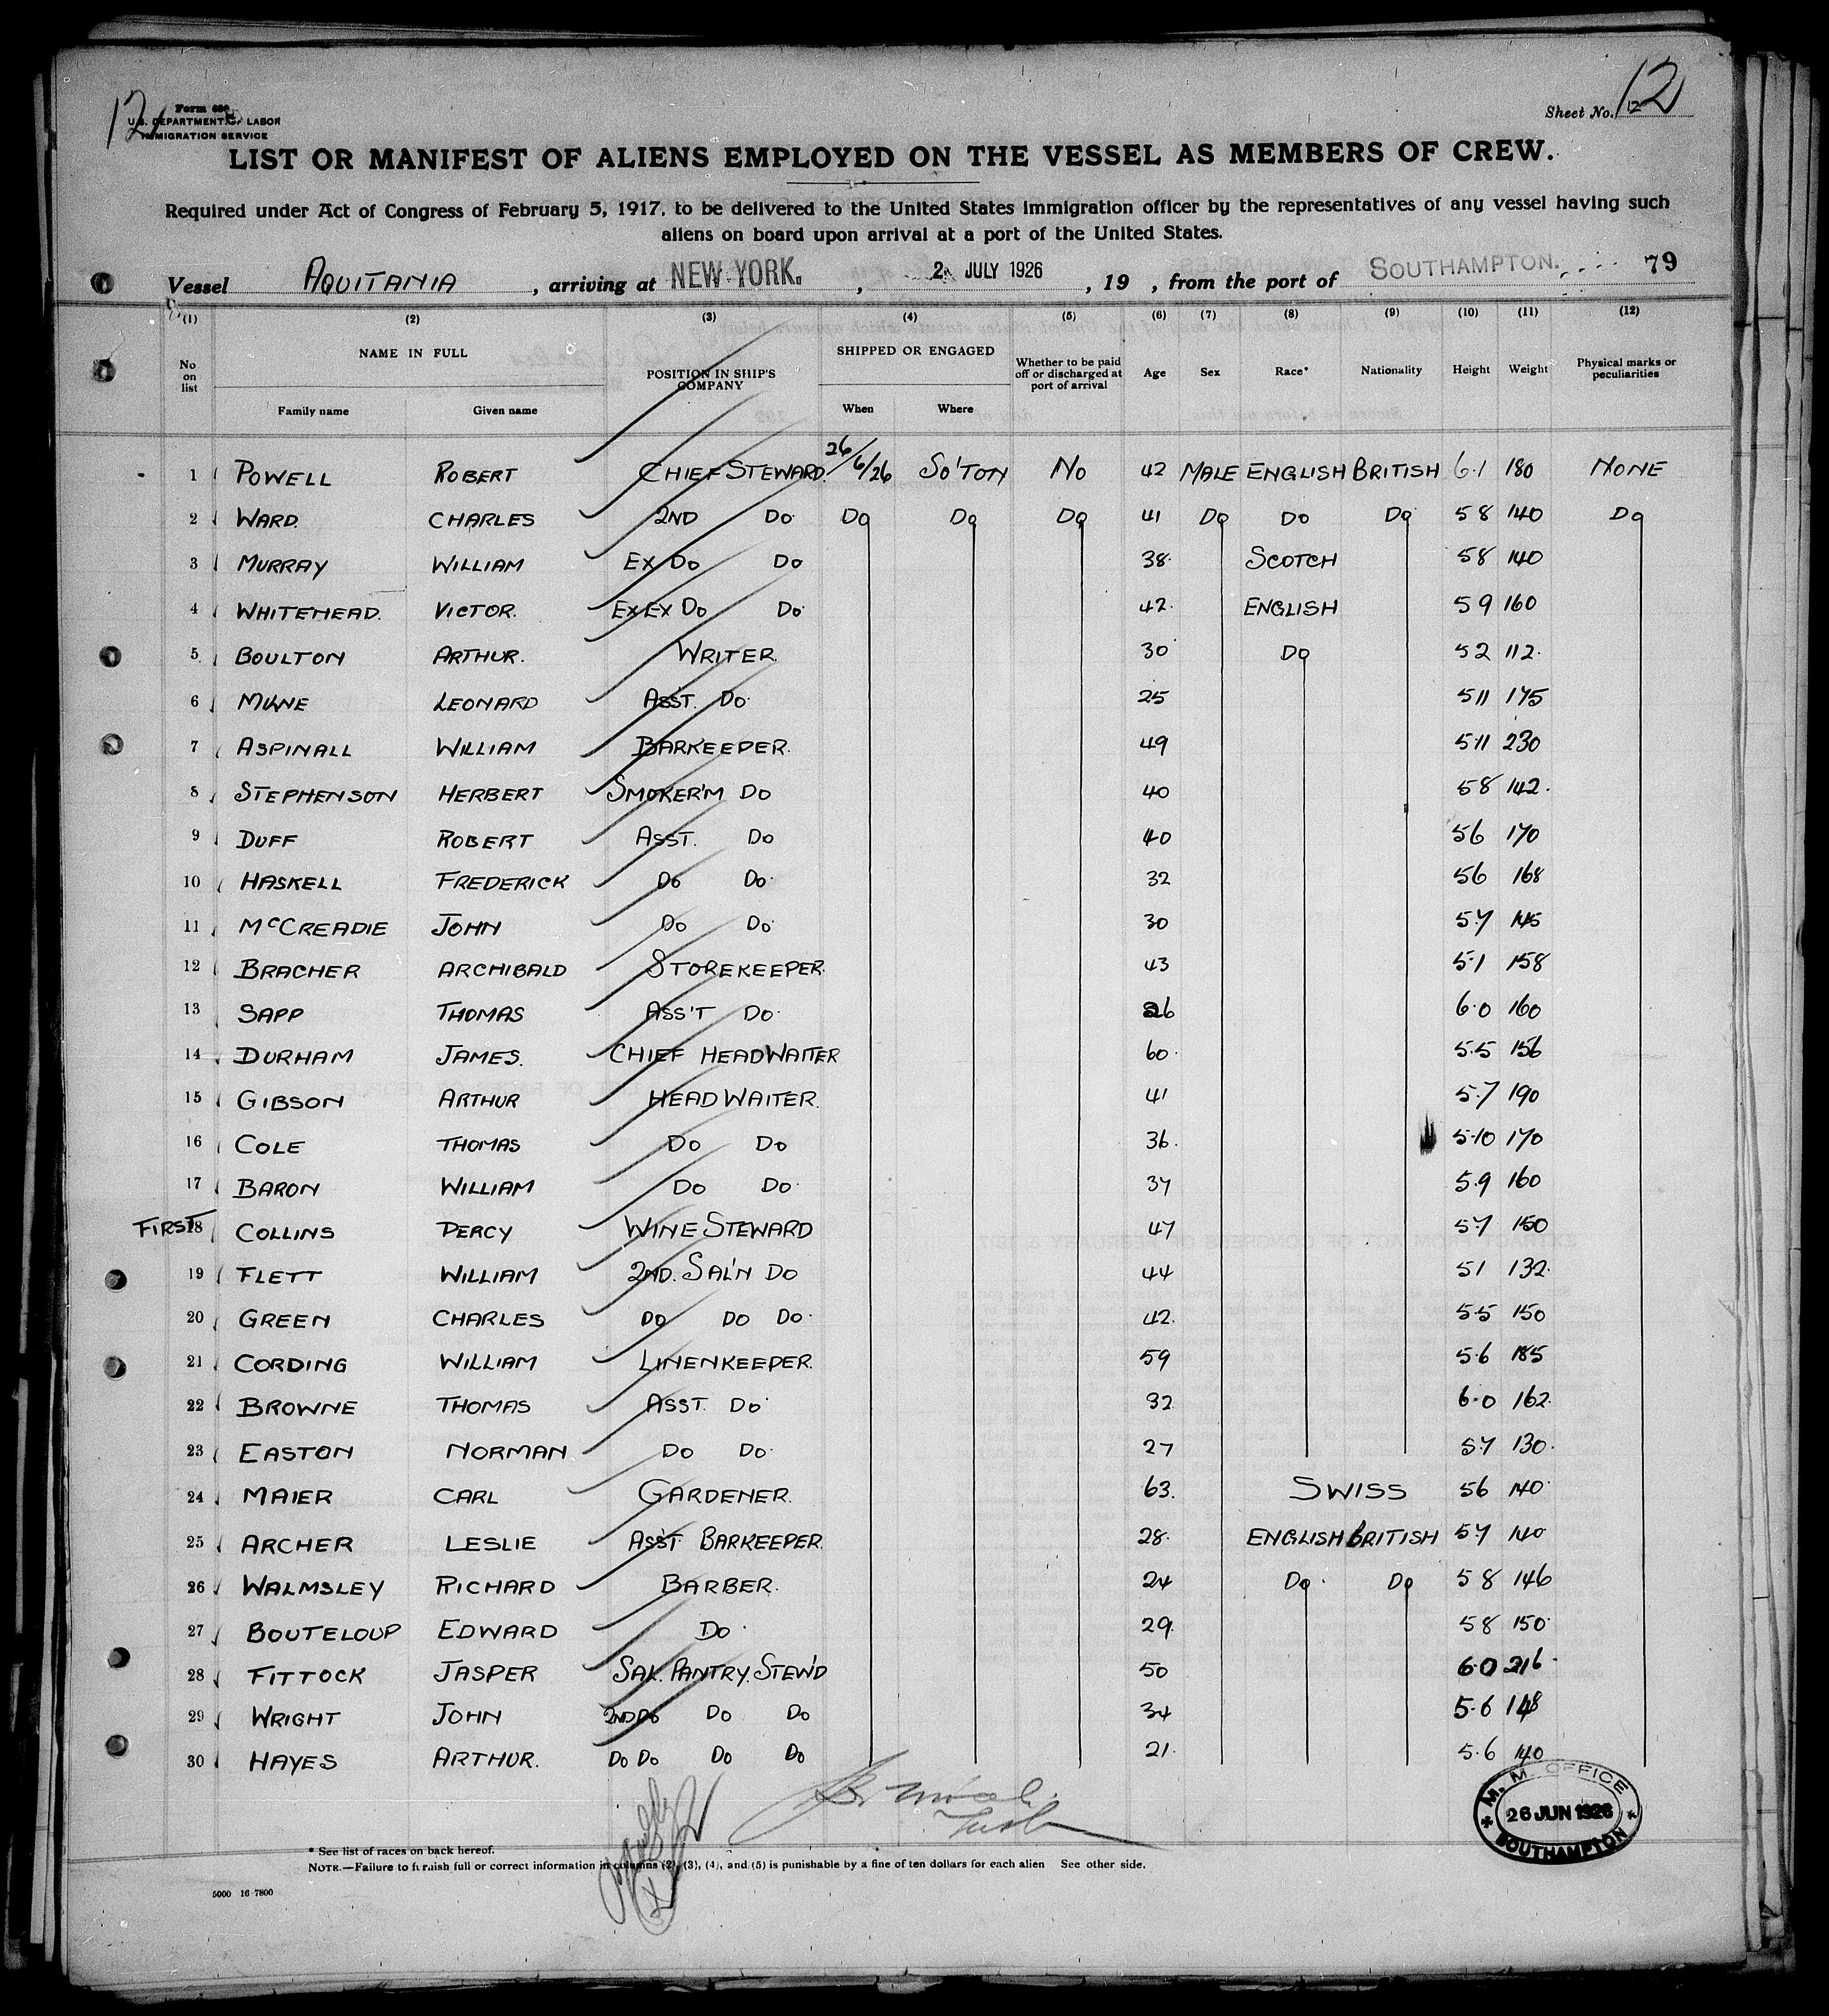 12
Form 680
U.S. DEPARTMENT OF LABOR
IMMIGRATION SERVICE
Sheet No. 12 12
LIST OR MANIFEST OF ALIENS EMPLOYED ON THE VESSEL AS MEMBERS OF CREW.
Required under Act of Congress of February 5, 1917, to be delivered to the United States immigration officer by the representatives of any vessel having such
aliens on board upon arrival at a port of the United States.
Vessel AQUITANIA, arriving at NEW YORK., 2 JULY 1926, 19 , from the port of SOUTHAMPTON. 79
(1) (2) (3) (4) (5) (6) (7) (8) (9) (10) (11) (12)
No on list NAME IN FULL Family name Given name POSITION IN SHIP'S COMPANY SHIPPED OR ENGAGED When Where Whether to be paid off or discharged at port of arrival Age Sex Race* Nationality Height Weight Physical marks or peculiarities
1 POWELL ROBERT CHIEF STEWARD. 26/6/26 SO'TON NO 42 MALE ENGLISH BRITISH 6.1 180 NONE
2 WARD. CHARLES 2ND DO DO DO DO 41 DO DO DO 5 8 140 DO
3 MURRAY WILLIAM EX DO DO 38. SCOTCH 5 8 140
4 WHITEHEAD. VICTOR. EX EX DO DO 42. ENGLISH 5 9 160
5 BOULTON ARTHUR. WRITER 30 DO 5 2 112.
6 MILNE LEONARD ASST. DO 25 5 11 175
7 ASPINALL WILLIAM BARKEEPER. 49 5 11 230
8 STEPHENSON HERBERT SMOKER'M DO 40 5 8 142.
9 DUFF ROBERT ASST. DO 40 5 6 170
10 HASKELL FREDERICK DO DO 32 5 6 168
11 McCREADIE JOHN DO DO 30 5.7 145
12 BRACHER ARCHIBALD STOREKEEPER. 43 5.1 158
13 SAPP THOMAS ASS'T DO 26 6.0 160
14 DURHAM JAMES. CHIEF HEADWAITER 60. 5.5 156
15 GIBSON ARTHUR HEAD WAITER. 41 5.7 190
16 COLE THOMAS DO DO 36. 5.10 170
17 BARON WILLIAM DO DO 37 5.9 160
FIRST 18 COLLINS PERCY WINE STEWARD 47 5.7 150
19 FLETT WILLIAM 2ND. SAL'N DO 44 5 1 132.
20 GREEN CHARLES DO DO DO 42. 5.5 150
21 CORDING WILLIAM LINENKEEPER. 59 5.6 185
22 BROWNE THOMAS ASST. DO 32 6.0 162.
23 EASTON NORMAN DO DO 27 5.7 130.
24 MAIER CARL GARDENER. 63. SWISS 5 6 140
25 ARCHER LESLIE ASST BARKEEPER. 28. ENGLISH BRITISH 5 7 140
26 WALMSLEY RICHARD BARBER. 24 DO DO 5 8 146
27 BOUTELOUP EDWARD DO 29. 5 8 150
28 FITTOCK JASPER SAL. PANTRY. STEW'D 50 6.0 216
29 WRIGHT JOHN 2ND DO DO DO 34 5.6 148
30 HAYES ARTHUR. DO DO DO DO 21. 5.6 140
M. M. OFFICE
26 JUN 1926
SOUTHAMPTON
* See list of races on back hereof.
NOTE.—Failure to furnish full or correct information in columns (2), (3), (4), and (5) is punishable by a fine of ten dollars for each alien See other side.
5000 16-7800